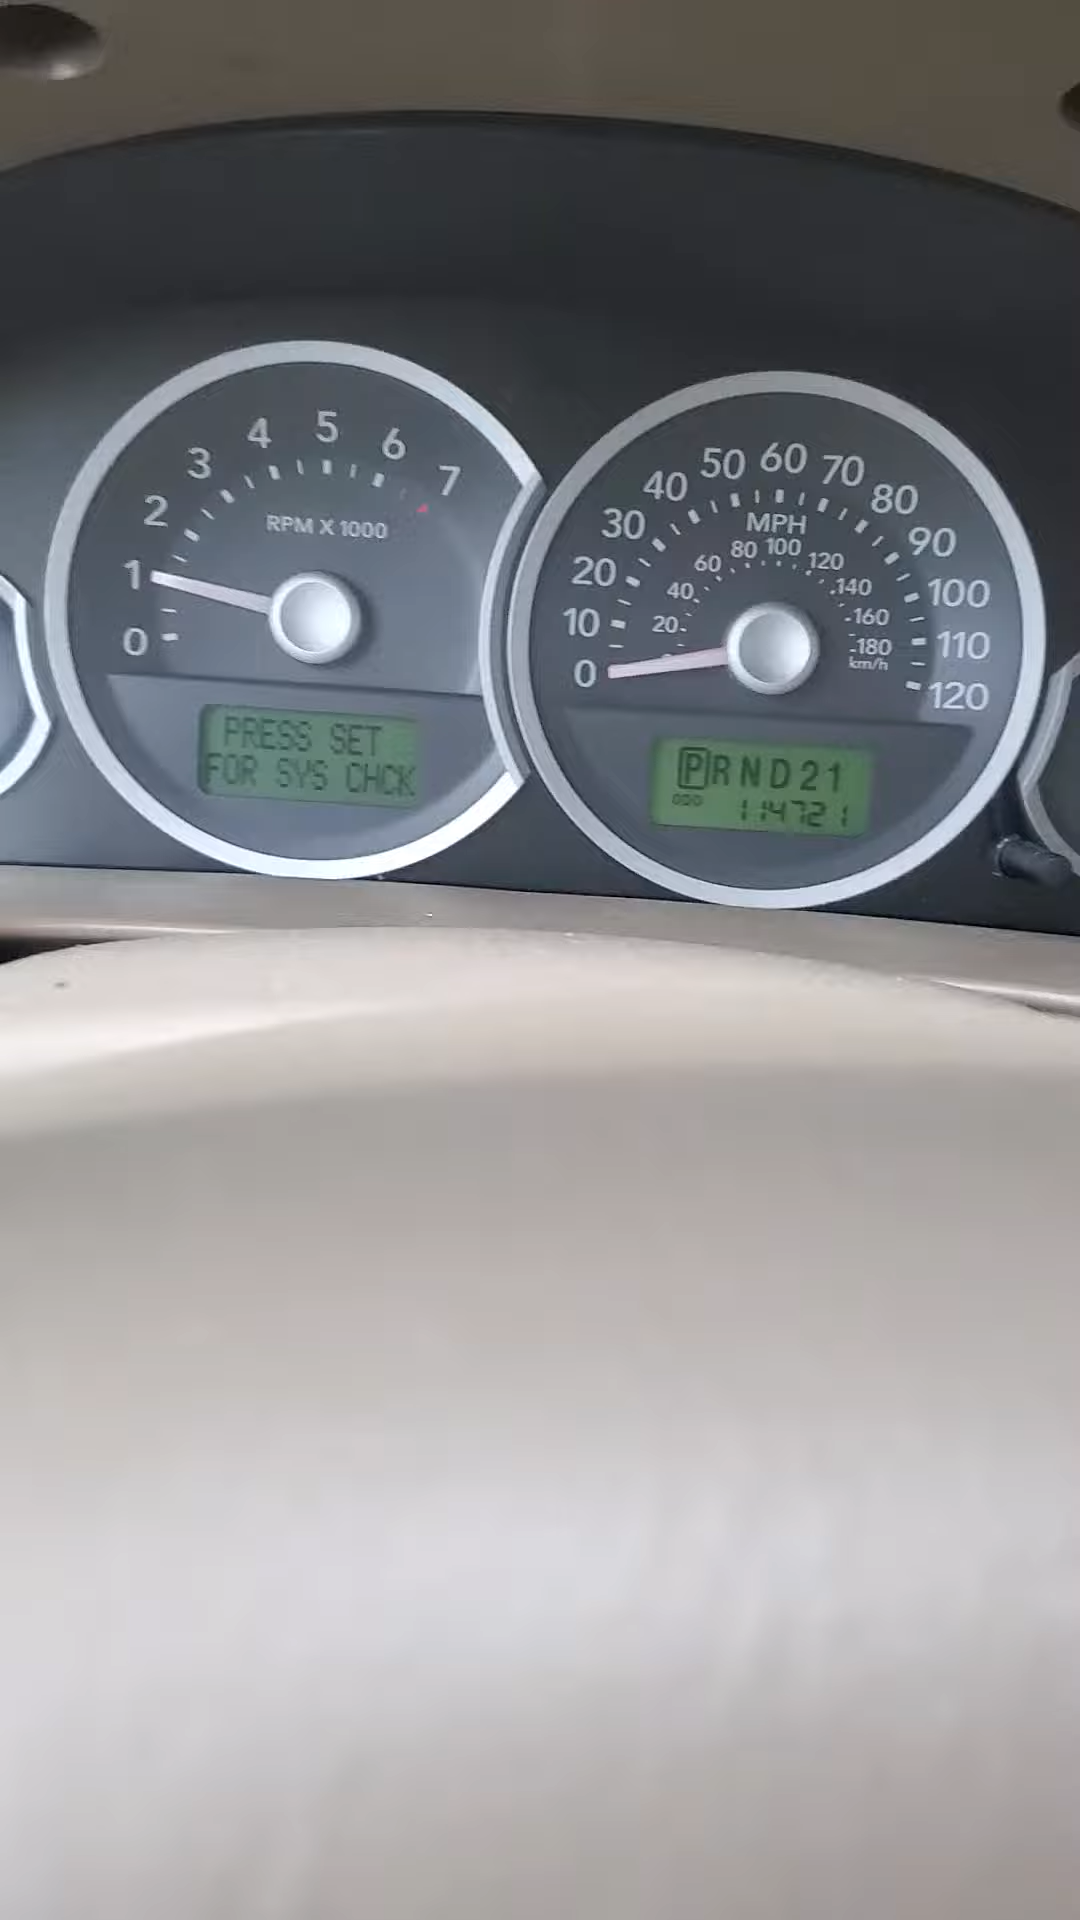 0 1 2 3 4 5 6 7
RPM X 1000
PRESS SET
FOR SYS CHCK
0 10 20 30 40 50 60 70 80 90 100 110 120
MPH
20 40 60 80 100 120 140 160 180
km/h
PRND21
ODO 114721